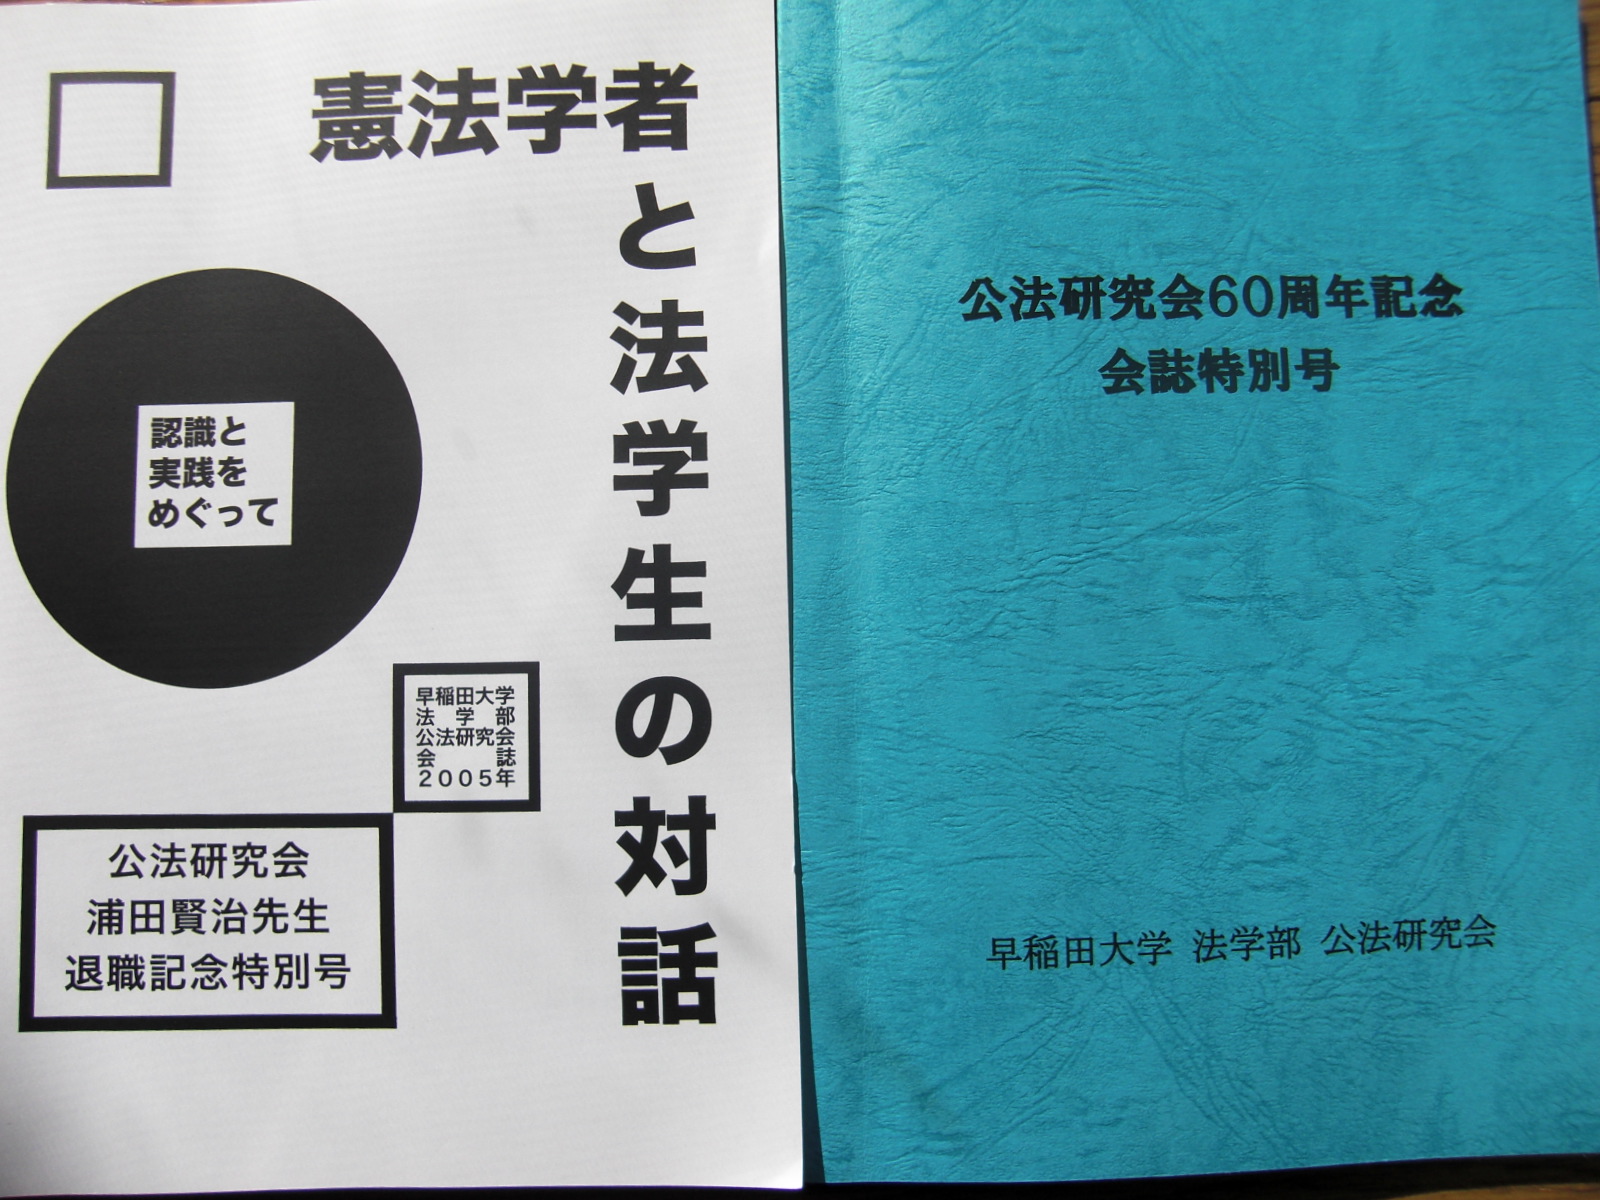 憲法学者
と法学生の対話
認識と
実践を
めぐって
早稲田大学
法学部
公法研究会
会誌
2005年
公法研究会
浦田賢治先生
退職記念特別号
公法研究会60周年記念
会誌特別号
早稲田大学 法学部 公法研究会